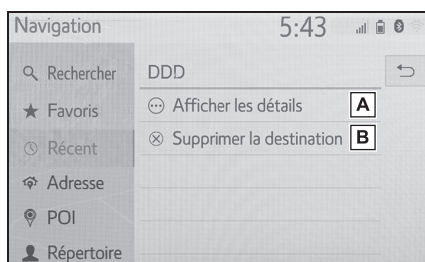 Navigation 5:43
Rechercher
Favoris
Récent
Adresse
POI
Répertoire
DDD
Afficher les détails A
Supprimer la destination B